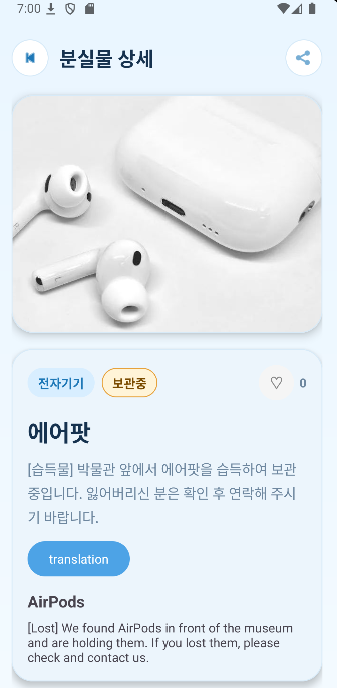 7:00
분실물 상세
전자기기
보관중
♡ 0
에어팟
[습득물] 박물관 앞에서 에어팟을 습득하여 보관
중입니다. 잃어버리신 분은 확인 후 연락해 주시
기 바랍니다.
translation
AirPods
[Lost] We found AirPods in front of the museum
and are holding them. If you lost them, please
check and contact us.